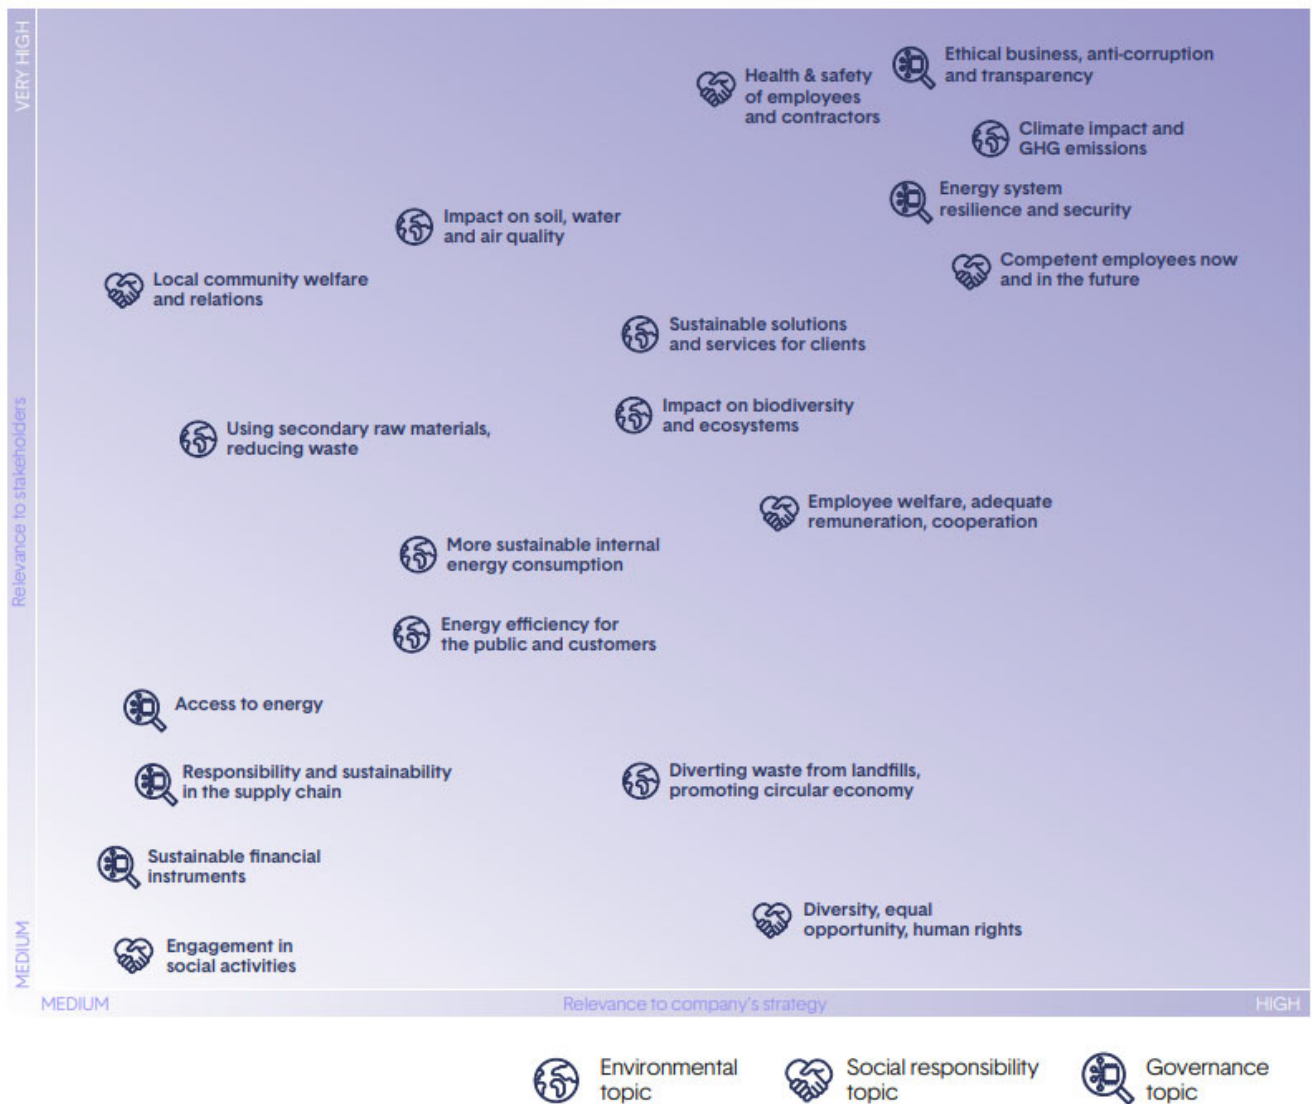 VERY HIGH
Ethical business, anti-corruption
and transparency
Health & safety
of employees
and contractors
Climate impact and
GHG emissions
Energy system
resilience and security
Impact on soil, water
and air quality
Competent employees now
and in the future
Local community welfare
and relations
Sustainable solutions
and services for clients
Impact on biodiversity
and ecosystems
Using secondary raw materials,
reducing waste
Relevance to stakeholders
Employee welfare, adequate
remuneration, cooperation
More sustainable internal
energy consumption
Energy efficiency for
the public and customers
Access to energy
Responsibility and sustainability
in the supply chain
Diverting waste from landfills,
promoting circular economy
Sustainable financial
instruments
Diversity, equal
opportunity, human rights
Engagement in
social activities
MEDIUM
MEDIUM
Relevance to company's strategy
HIGH
Environmental
topic
Social responsibility
topic
Governance
topic